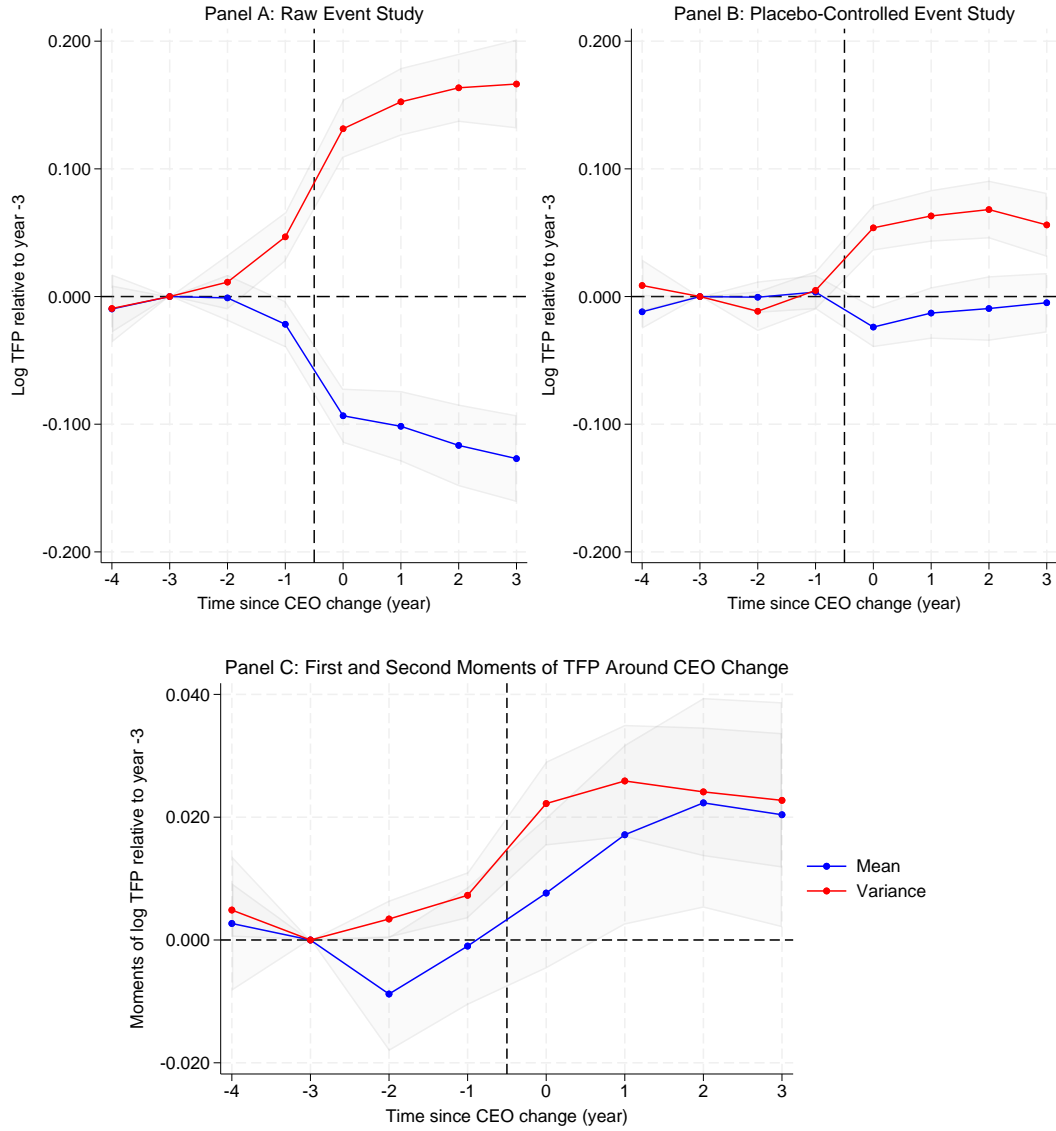 Panel A: Raw Event Study
Log TFP relative to year -3
0.200
0.100
0.000
-0.100
-0.200
-4 -3 -2 -1 0 1 2 3
Time since CEO change (year)
Panel B: Placebo-Controlled Event Study
Log TFP relative to year -3
0.200
0.100
0.000
-0.100
-0.200
-4 -3 -2 -1 0 1 2 3
Time since CEO change (year)
Panel C: First and Second Moments of TFP Around CEO Change
Moments of log TFP relative to year -3
0.040
0.020
0.000
-0.020
-4 -3 -2 -1 0 1 2 3
Time since CEO change (year)
Mean
Variance